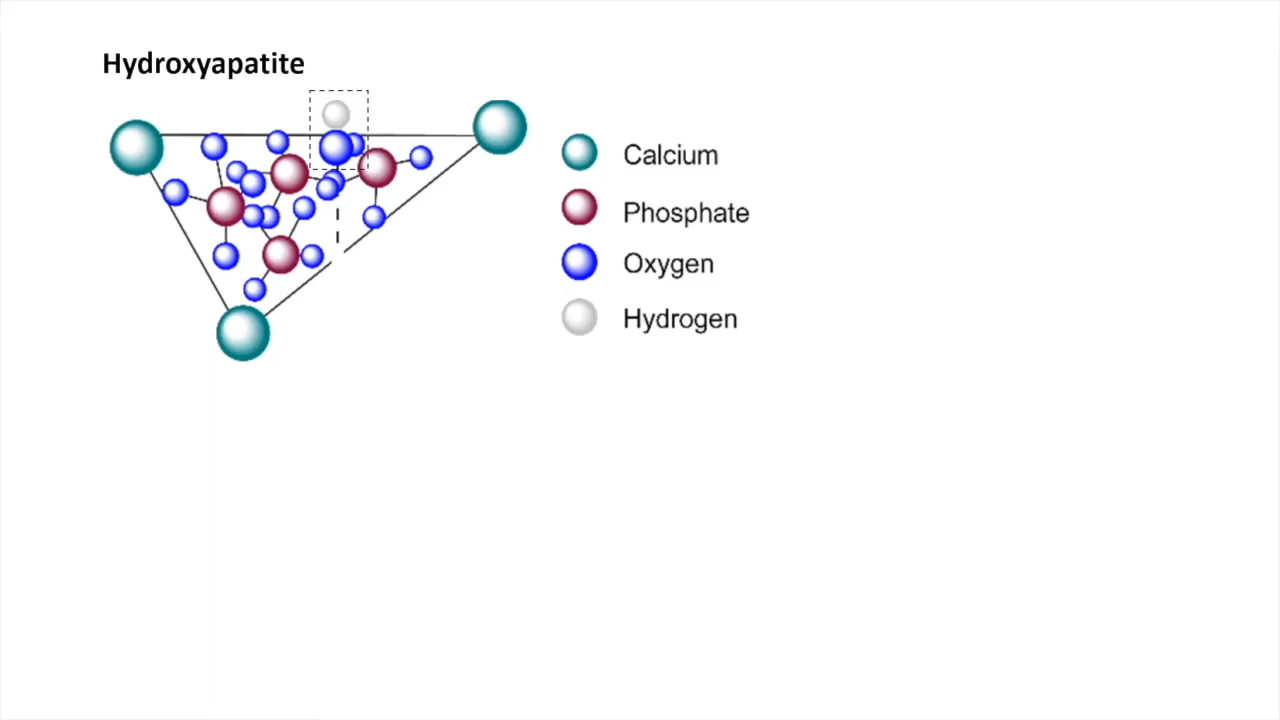 Hydroxyapatite
Calcium
Phosphate
Oxygen
Hydrogen